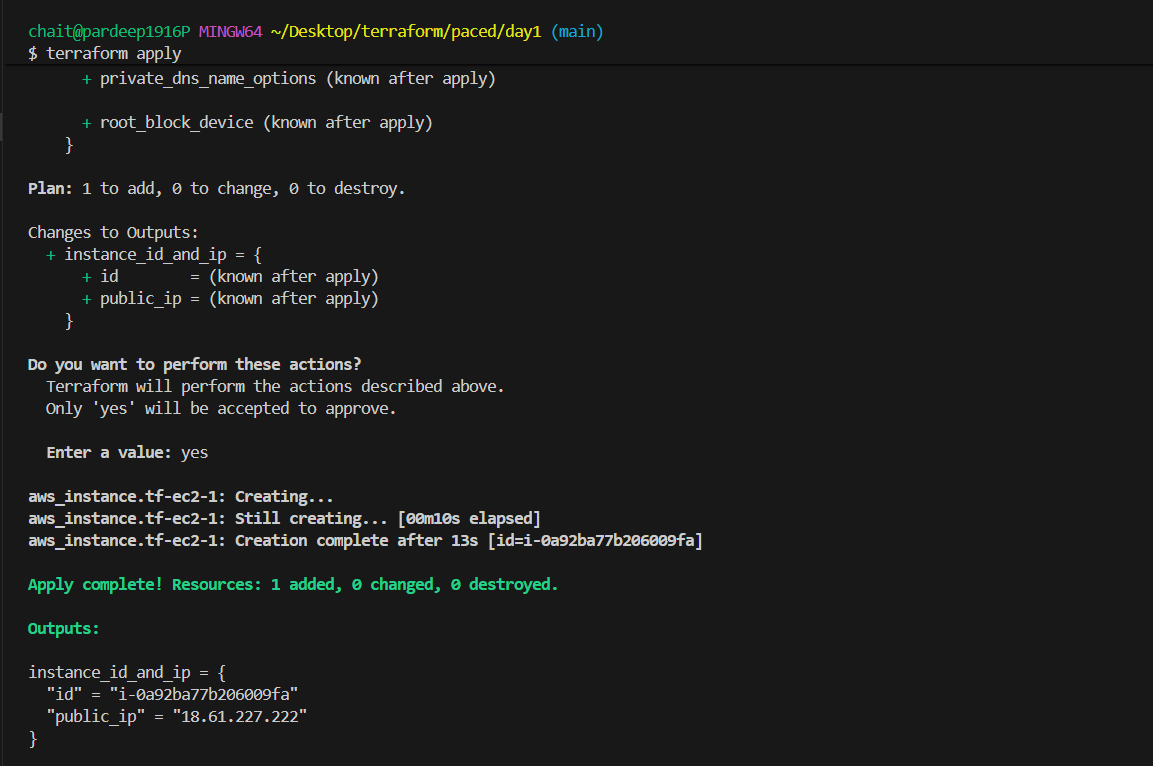 chait@pardeep1916P MINGW64 ~/Desktop/terraform/paced/day1 (main)
$ terraform apply
+ private_dns_name_options (known after apply)
+ root_block_device (known after apply)
}
Plan: 1 to add, 0 to change, 0 to destroy.
Changes to Outputs:
+ instance_id_and_ip = {
+ id        = (known after apply)
+ public_ip = (known after apply)
}
Do you want to perform these actions?
Terraform will perform the actions described above.
Only 'yes' will be accepted to approve.
Enter a value: yes
aws_instance.tf-ec2-1: Creating...
aws_instance.tf-ec2-1: Still creating... [00m10s elapsed]
aws_instance.tf-ec2-1: Creation complete after 13s [id=i-0a92ba77b206009fa]
Apply complete! Resources: 1 added, 0 changed, 0 destroyed.
Outputs:
instance_id_and_ip = {
"id" = "i-0a92ba77b206009fa"
"public_ip" = "18.61.227.222"
}